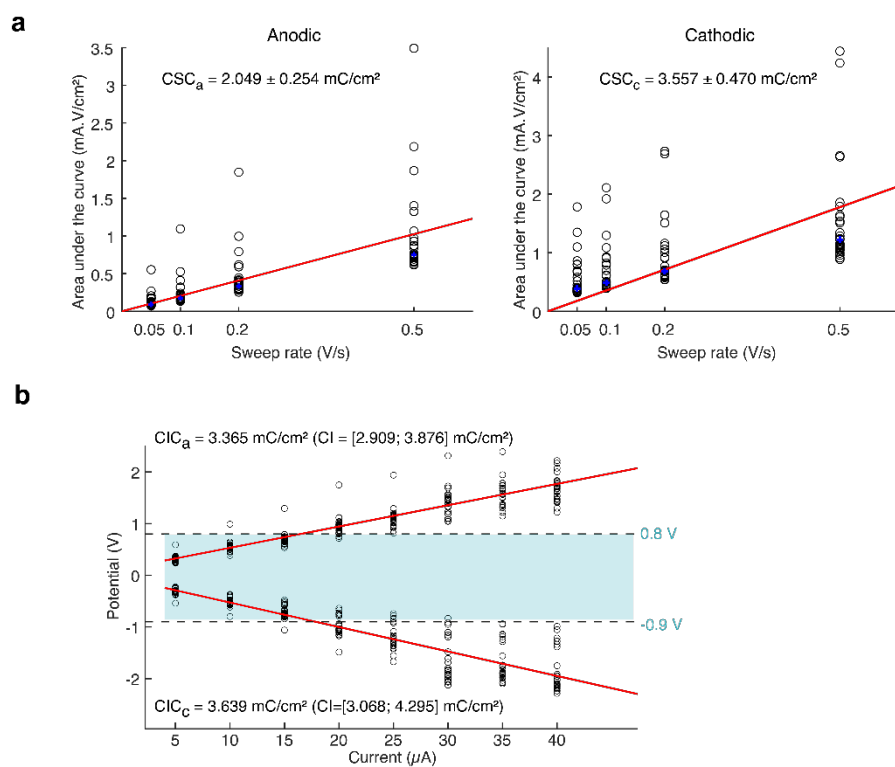 a
Anodic
Cathodic
CSCa = 2.049 ± 0.254 mC/cm²
CSCc = 3.557 ± 0.470 mC/cm²
Area under the curve (mA.V/cm²)
3.5
3
2.5
2
1.5
1
0.5
0
0.05 0.1 0.2 0.5
Sweep rate (V/s)
Area under the curve (mA.V/cm²)
4
3
2
1
0
0.05 0.1 0.2 0.5
Sweep rate (V/s)
b
CICa = 3.365 mC/cm² (CI = [2.909; 3.876] mC/cm²)
Potential (V)
2
1
0
-1
-2
0.8 V
-0.9 V
CICc = 3.639 mC/cm² (CI=[3.068; 4.295] mC/cm²)
5 10 15 20 25 30 35 40
Current (µA)